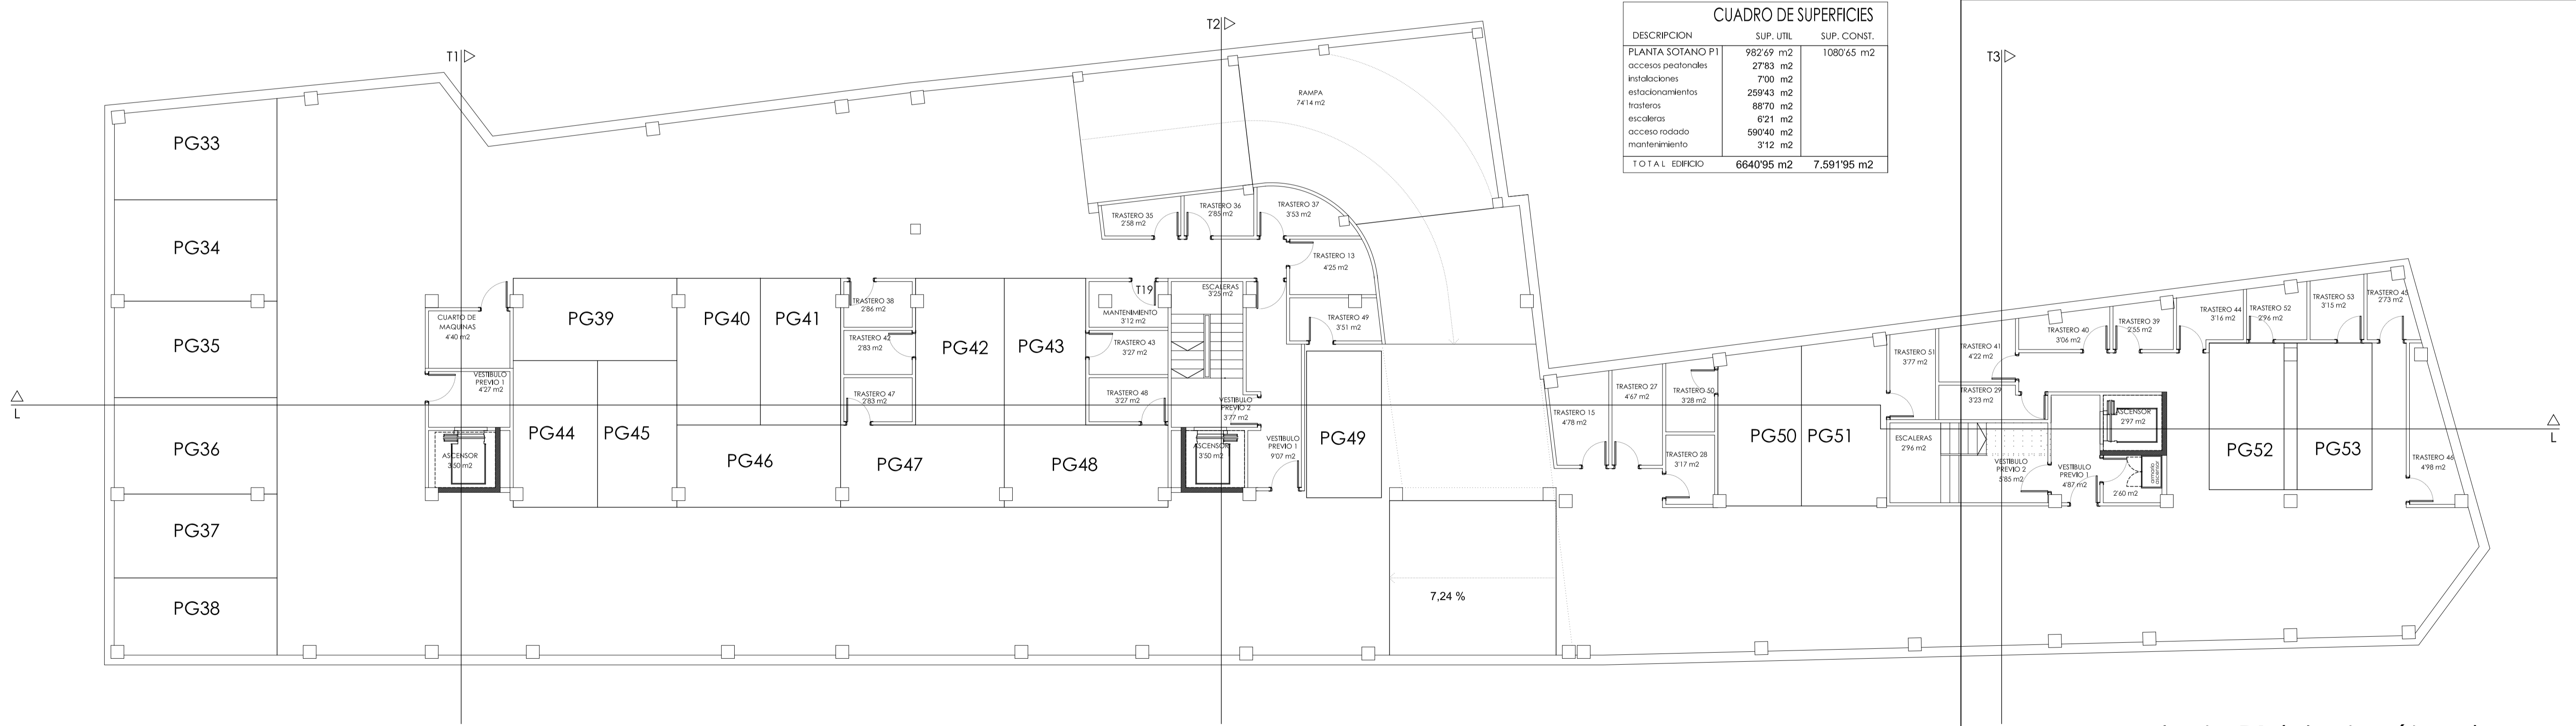 CUADRO DE SUPERFICIES
DESCRIPCION SUP. UTIL SUP. CONST.
PLANTA SOTANO P1 982'69 m2 1080'65 m2
accesos peatonales 27'83 m2
instalaciones 7'00 m2
estacionamientos 259'43 m2
trasteros 88'70 m2
escaleras 6'21 m2
acceso rodado 590'40 m2
mantenimiento 3'12 m2
TOTAL EDIFICIO 6640'95 m2 7.591'95 m2
T1
T2
T3
RAMPA
74'14 m2
PG33
PG34
PG35
PG36
PG37
PG38
L
CUARTO DE
MAQUINAS
4'40 m2
VESTIBULO
PREVIO 1
4'27 m2
ASCENSOR
3'50 m2
PG39
PG40
PG41
PG44
PG45
PG46
PG47
PG48
TRASTERO 38
2'86 m2
TRASTERO 42
2'83 m2
TRASTERO 47
2'83 m2
PG42
PG43
T19
MANTENIMIENTO
3'12 m2
TRASTERO 43
3'27 m2
TRASTERO 48
3'27 m2
ESCALERAS
3'25 m2
TRASTERO 35
2'58 m2
TRASTERO 36
2'85 m2
TRASTERO 37
3'53 m2
TRASTERO 13
4'25 m2
TRASTERO 49
3'51 m2
VESTIBULO
PREVIO 2
3'77 m2
ASCENSOR
3'50 m2
VESTIBULO
PREVIO 1
9'07 m2
PG49
7,24 %
TRASTERO 15
4'78 m2
TRASTERO 27
4'67 m2
TRASTERO 50
3'28 m2
TRASTERO 28
3'17 m2
PG50
PG51
TRASTERO 51
3'77 m2
TRASTERO 41
4'22 m2
TRASTERO 29
3'23 m2
ESCALERAS
2'96 m2
VESTIBULO
PREVIO 2
5'85 m2
VESTIBULO
PREVIO 1
4'87 m2
ASCENSOR
2'97 m2
armario
ascensor
2'60 m2
TRASTERO 40
3'06 m2
TRASTERO 39
2'55 m2
TRASTERO 44
3'16 m2
TRASTERO 52
2'96 m2
TRASTERO 53
3'15 m2
TRASTERO 45
2'73 m2
PG52
PG53
TRASTERO 46
4'98 m2
L